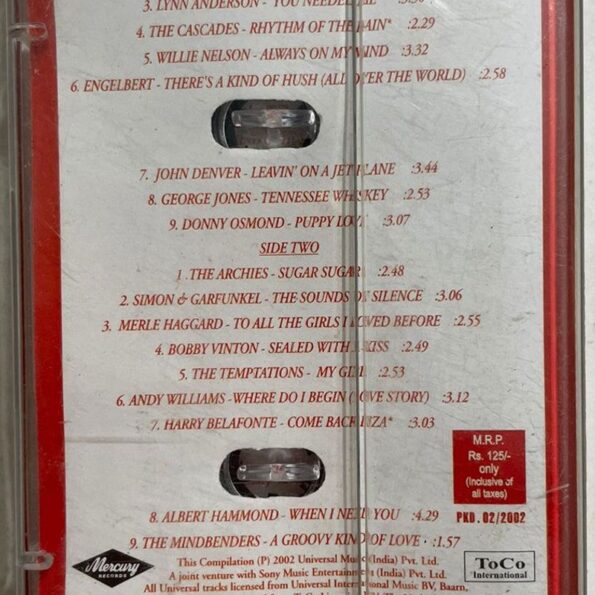 3. LYNN ANDERSON - YOU NEEDED ME :3.30
4. THE CASCADES - RHYTHM OF THE RAIN* :2.29
5. WILLIE NELSON - ALWAYS ON MY MIND :3.32
6. ENGELBERT - THERE'S A KIND OF HUSH (ALL OVER THE WORLD) :2.58
7. JOHN DENVER - LEAVIN' ON A JET PLANE :3.44
8. GEORGE JONES - TENNESSEE WHISKEY :2.53
9. DONNY OSMOND - PUPPY LOVE :3.07
SIDE TWO
1. THE ARCHIES - SUGAR SUGAR :2.48
2. SIMON & GARFUNKEL - THE SOUNDS OF SILENCE :3.06
3. MERLE HAGGARD - TO ALL THE GIRLS I LOVED BEFORE :2.55
4. BOBBY VINTON - SEALED WITH A KISS :2.49
5. THE TEMPTATIONS - MY GIRL :2.53
6. ANDY WILLIAMS - WHERE DO I BEGIN (LOVE STORY) :3.12
7. HARRY BELAFONTE - COME BACK LIZA* :3.03
M.R.P.
Rs. 125/-
only
(Inclusive of
all taxes)
PKD. 02/2002
8. ALBERT HAMMOND - WHEN I NEED YOU :4.29
9. THE MINDBENDERS - A GROOVY KIND OF LOVE :1.57
Mercury
RECORDS
This Compilation (P) 2002 Universal Music (India) Pvt. Ltd.
A joint venture with Sony Music Entertainment (India) Pvt. Ltd.
All Universal tracks licensed from Universal International Music BV, Baarn,
ToCo
International